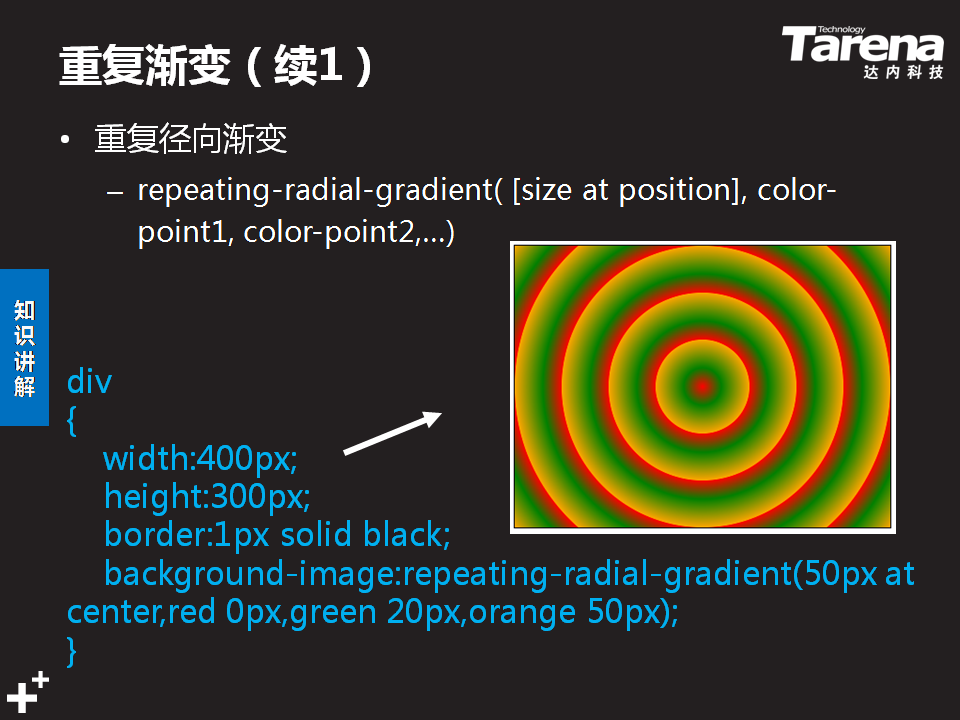 重复渐变（续1）
Technology
Tarena
达内科技
• 重复径向渐变
– repeating-radial-gradient( [size at position], color-
point1, color-point2,...)
知识讲解
div
{
width:400px;
height:300px;
border:1px solid black;
background-image:repeating-radial-gradient(50px at
center,red 0px,green 20px,orange 50px);
}